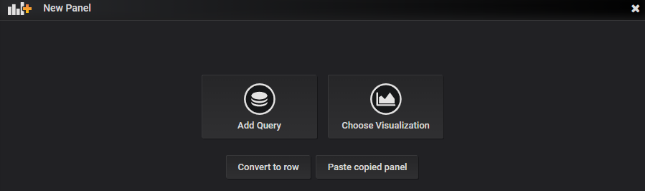 New Panel
Add Query
Choose Visualization
Convert to row
Paste copied panel